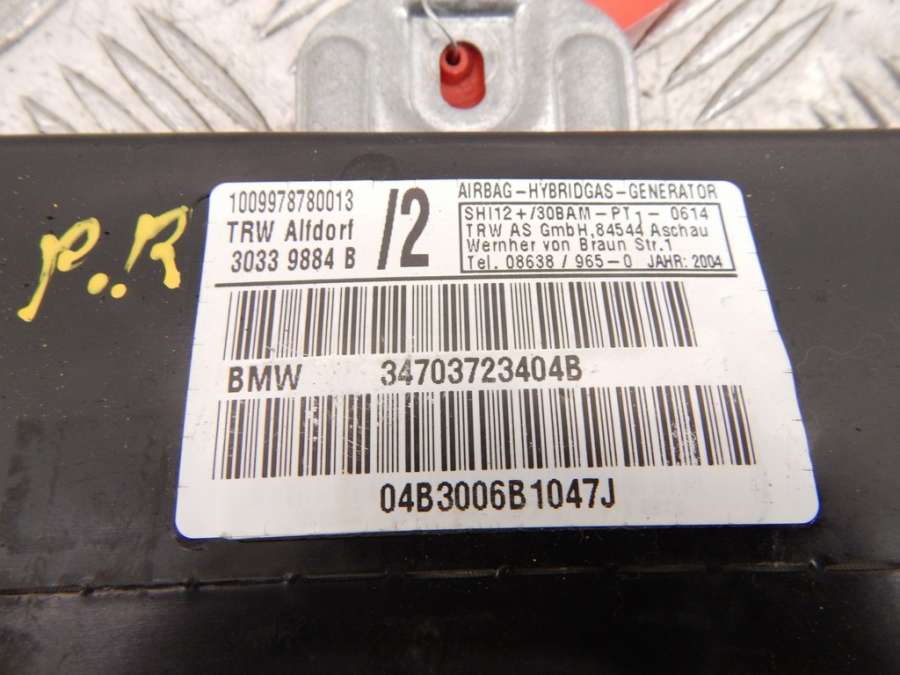 P..R
1009978780013
TRW Alfdorf
3033 9884 B
/2
AIRBAG-HYBRIDGAS-GENERATOR
SHI12+/30BAM-PT1- 0614
TRW AS GmbH,84544 Aschau
Wernher von Braun Str.1
Tel. 08638 / 965-0 JAHR: 2004
BMW 34703723404B
04B3006B1047J